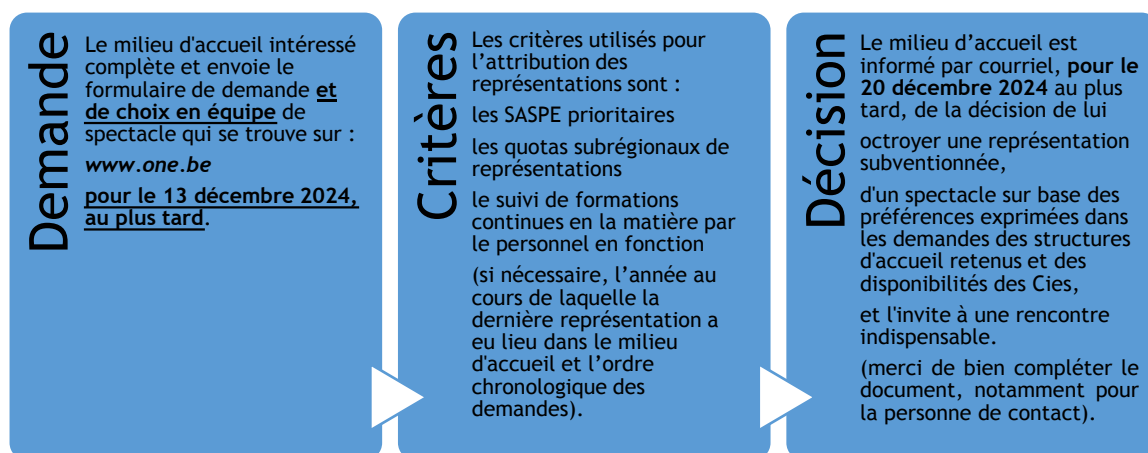 Demande
Le milieu d'accueil intéressé
complète et envoie le
formulaire de demande et
de choix en équipe de
spectacle qui se trouve sur :
www.one.be
pour le 13 décembre 2024,
au plus tard.
Critères
Les critères utilisés pour
l’attribution des
représentations sont :
les SASPE prioritaires
les quotas subrégionaux de
représentations
le suivi de formations
continues en la matière par
le personnel en fonction
(si nécessaire, l’année au
cours de laquelle la
dernière représentation a
eu lieu dans le milieu
d'accueil et l’ordre
chronologique des
demandes).
Décision
Le milieu d’accueil est
informé par courriel, pour le
20 décembre 2024 au plus
tard, de la décision de lui
octroyer une représentation
subventionnée,
d'un spectacle sur base des
préférences exprimées dans
les demandes des structures
d'accueil retenus et des
disponibilités des Cies,
et l'invite à une rencontre
indispensable.
(merci de bien compléter le
document, notamment pour
la personne de contact).